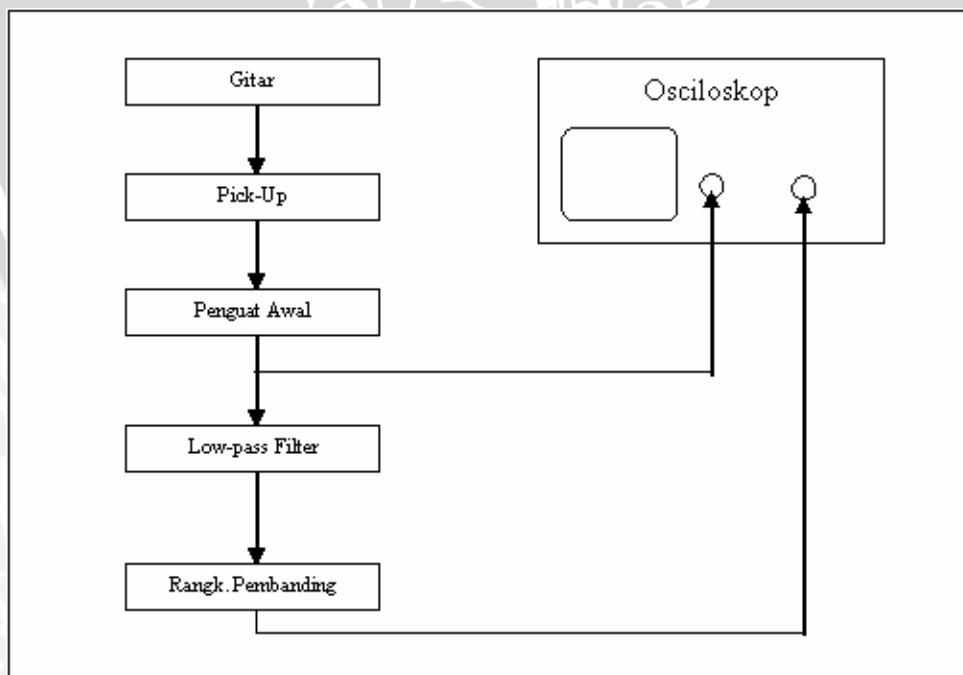 Gitar
Osciloskop
Pick-Up
Penguat Awal
Low-pass Filter
Rangk.Pembanding